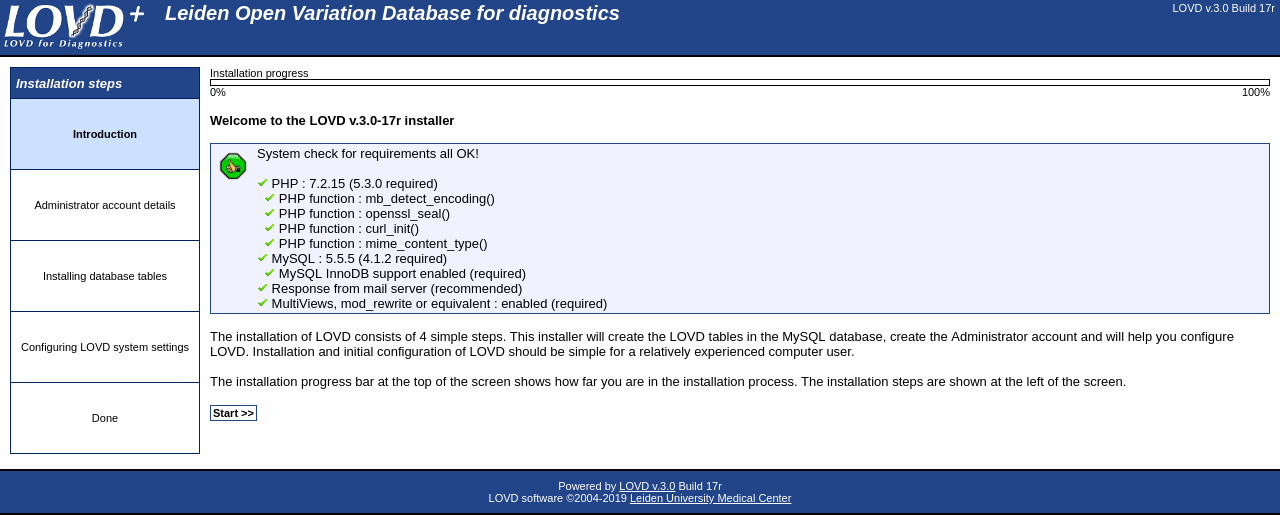 LOVD+
LOVD for Diagnostics
Leiden Open Variation Database for diagnostics
LOVD v.3.0 Build 17r
Installation steps
Introduction
Administrator account details
Installing database tables
Configuring LOVD system settings
Done
Installation progress
0% 100%
Welcome to the LOVD v.3.0-17r installer
System check for requirements all OK!
PHP : 7.2.15 (5.3.0 required)
PHP function : mb_detect_encoding()
PHP function : openssl_seal()
PHP function : curl_init()
PHP function : mime_content_type()
MySQL : 5.5.5 (4.1.2 required)
MySQL InnoDB support enabled (required)
Response from mail server (recommended)
MultiViews, mod_rewrite or equivalent : enabled (required)
The installation of LOVD consists of 4 simple steps. This installer will create the LOVD tables in the MySQL database, create the Administrator account and will help you configure
LOVD. Installation and initial configuration of LOVD should be simple for a relatively experienced computer user.
The installation progress bar at the top of the screen shows how far you are in the installation process. The installation steps are shown at the left of the screen.
Start >>
Powered by LOVD v.3.0 Build 17r
LOVD software ©2004-2019 Leiden University Medical Center